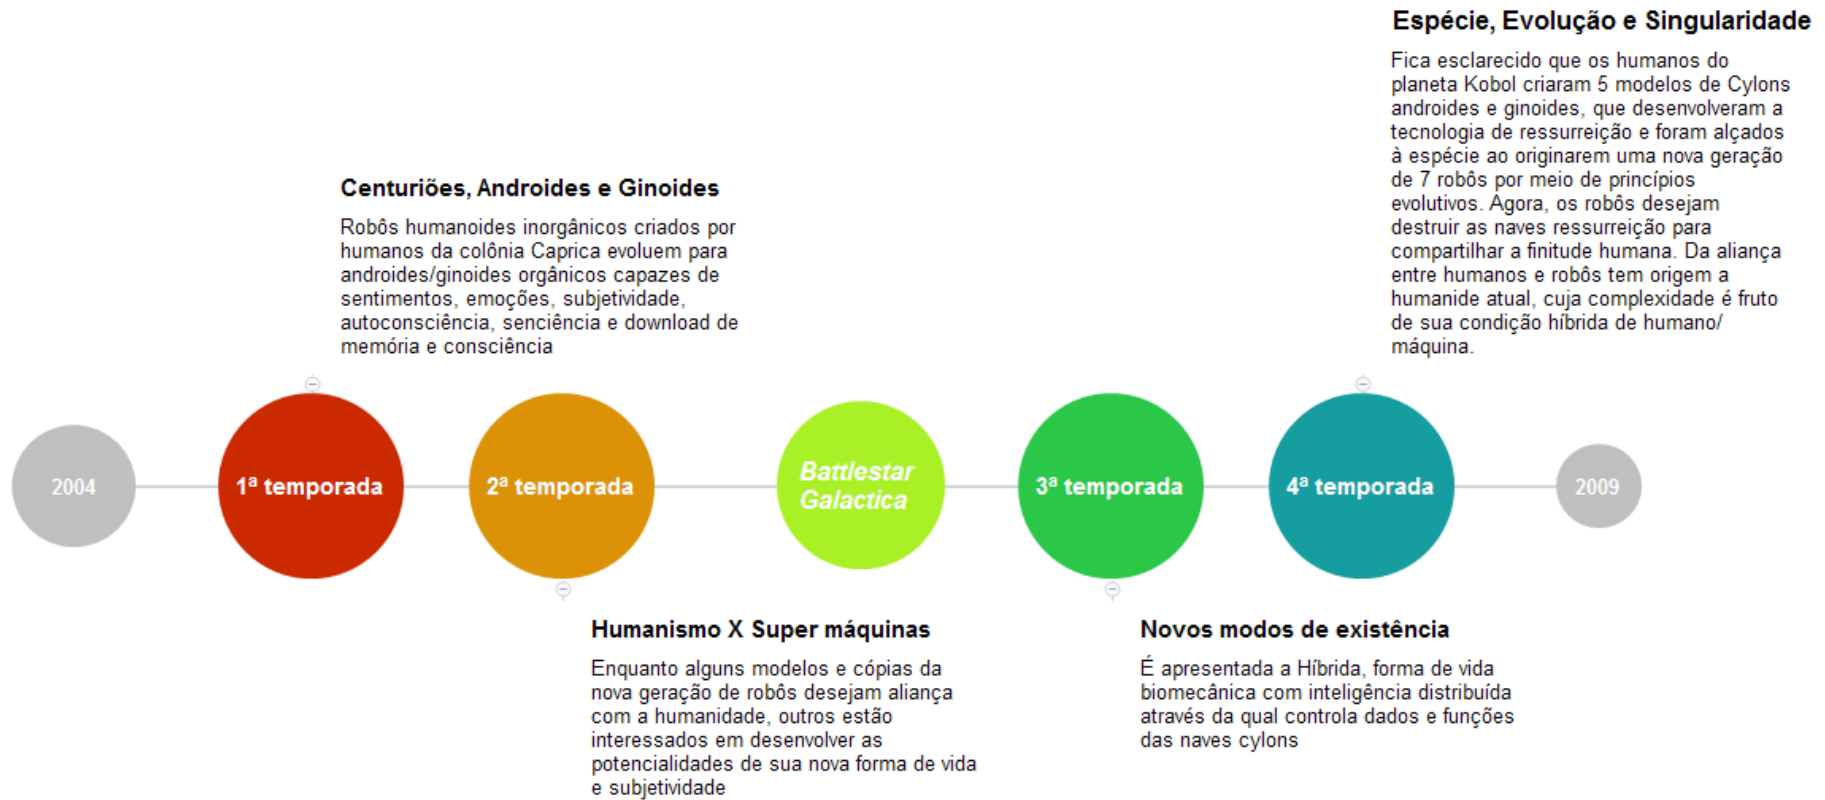 Espécie, Evolução e Singularidade
Fica esclarecido que os humanos do
planeta Kobol criaram 5 modelos de Cylons
androides e ginoides, que desenvolveram a
tecnologia de ressurreição e foram alçados
à espécie ao originarem uma nova geração
de 7 robôs por meio de princípios
evolutivos. Agora, os robôs desejam
destruir as naves ressurreição para
compartilhar a finitude humana. Da aliança
entre humanos e robôs tem origem a
humanide atual, cuja complexidade é fruto
de sua condição híbrida de humano/
máquina.
Centuriões, Androides e Ginoides
Robôs humanoides inorgânicos criados por
humanos da colônia Caprica evoluem para
androides/ginoides orgânicos capazes de
sentimentos, emoções, subjetividade,
autoconsciência, senciência e download de
memória e consciência
2004
1ª temporada
2ª temporada
Battlestar
Galactica
3ª temporada
4ª temporada
2009
Humanismo X Super máquinas
Enquanto alguns modelos e cópias da
nova geração de robôs desejam aliança
com a humanidade, outros estão
interessados em desenvolver as
potencialidades de sua nova forma de vida
e subjetividade
Novos modos de existência
É apresentada a Híbrida, forma de vida
biomecânica com inteligência distribuída
através da qual controla dados e funções
das naves cylons